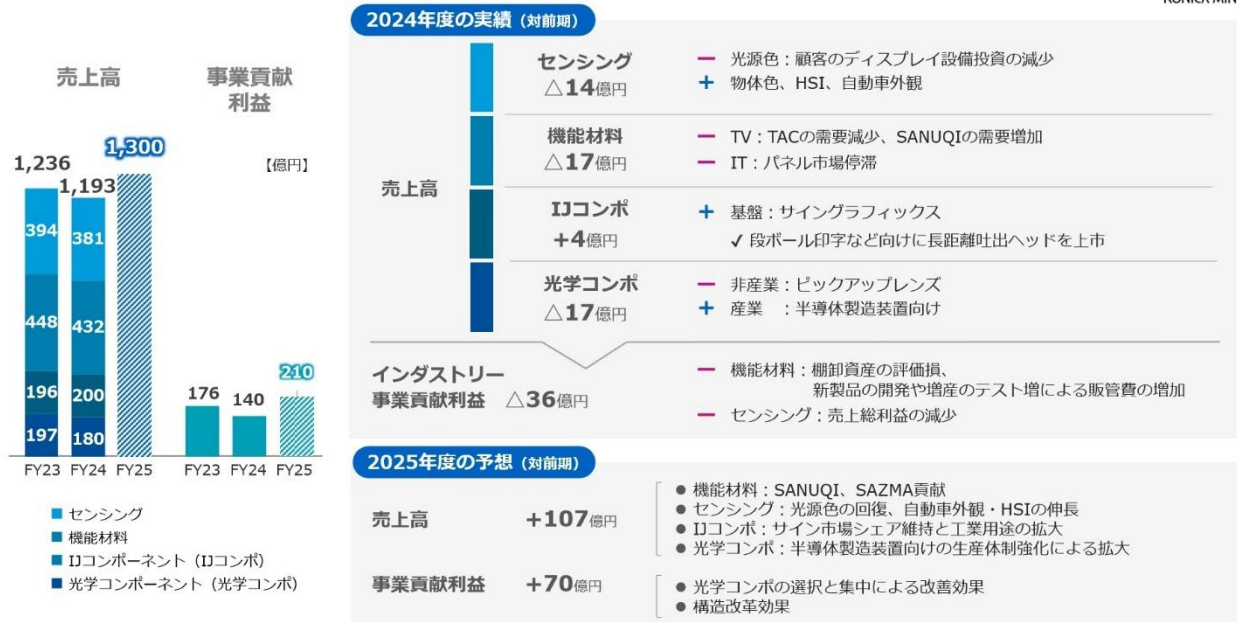 売上高
事業貢献
利益
【億円】
1,236
1,193
1,300
394
381
448
432
196
200
197
180
176
140
210
FY23 FY24 FY25
FY23 FY24 FY25
センシング
機能材料
IJコンポーネント（IJコンポ）
光学コンポーネント（光学コンポ）
2024年度の実績（対前期）
売上高
センシング
△14億円
ー 光源色：顧客のディスプレイ設備投資の減少
+ 物体色、HSI、自動車外観
機能材料
△17億円
ー TV：TACの需要減少、SANUQIの需要増加
ー IT：パネル市場停滞
IJコンポ
+4億円
+ 基盤：サイングラフィックス
✓ 段ボール印字など向けに長距離吐出ヘッドを上市
光学コンポ
△17億円
ー 非産業：ピックアップレンズ
+ 産業　：半導体製造装置向け
インダストリー
事業貢献利益 △36億円
ー 機能材料：棚卸資産の評価損、
新製品の開発や増産のテスト増による販管費の増加
ー センシング：売上総利益の減少
2025年度の予想（対前期）
売上高 +107億円
● 機能材料：SANUQI、SAZMA貢献
● センシング：光源色の回復、自動車外観・HSIの伸長
● IJコンポ：サイン市場シェア維持と工業用途の拡大
● 光学コンポ：半導体製造装置向けの生産体制強化による拡大
事業貢献利益 +70億円
● 光学コンポの選択と集中による改善効果
● 構造改革効果